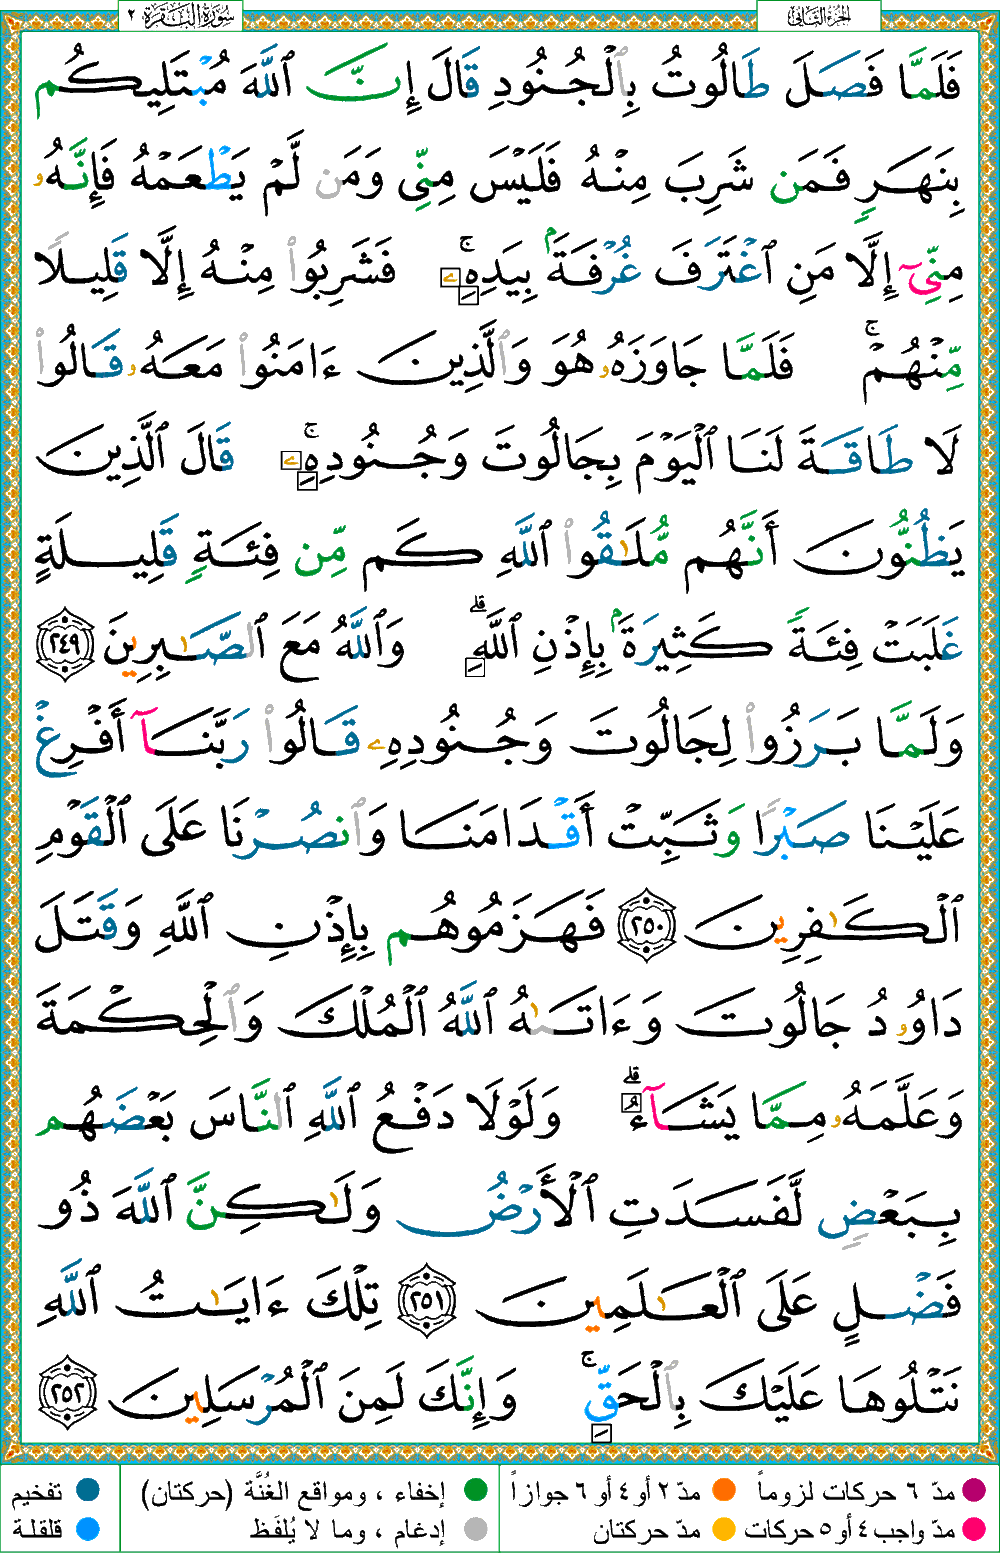 الجزء الثاني
سورة البقرة ٢
فَلَمَّا فَصَلَ طَالُوتُ بِٱلْجُنُودِ قَالَ إِنَّ ٱللَّهَ مُبْتَلِيكُم
بِنَهَرٍ فَمَن شَرِبَ مِنْهُ فَلَيْسَ مِنِّى وَمَن لَّمْ يَطْعَمْهُ فَإِنَّهُۥ
مِنِّىٓ إِلَّا مَنِ ٱغْتَرَفَ غُرْفَةًۢ بِيَدِهِۦ ۚ فَشَرِبُوا۟ مِنْهُ إِلَّا قَلِيلًا
مِّنْهُمْ ۚ فَلَمَّا جَاوَزَهُۥ هُوَ وَٱلَّذِينَ ءَامَنُوا۟ مَعَهُۥ قَالُوا۟
لَا طَاقَةَ لَنَا ٱلْيَوْمَ بِجَالُوتَ وَجُنُودِهِۦ ۚ قَالَ ٱلَّذِينَ
يَظُنُّونَ أَنَّهُم مُّلَـٰقُوا۟ ٱللَّهِ كَم مِّن فِئَةٍ قَلِيلَةٍ
غَلَبَتْ فِئَةً كَثِيرَةًۢ بِإِذْنِ ٱللَّهِ ۗ وَٱللَّهُ مَعَ ٱلصَّـٰبِرِينَ ٢٤٩
وَلَمَّا بَرَزُوا۟ لِجَالُوتَ وَجُنُودِهِۦ قَالُوا۟ رَبَّنَآ أَفْرِغْ
عَلَيْنَا صَبْرًا وَثَبِّتْ أَقْدَامَنَا وَٱنصُرْنَا عَلَى ٱلْقَوْمِ
ٱلْكَـٰفِرِينَ ٢٥٠ فَهَزَمُوهُم بِإِذْنِ ٱللَّهِ وَقَتَلَ
دَاوُۥدُ جَالُوتَ وَءَاتَىٰهُ ٱللَّهُ ٱلْمُلْكَ وَٱلْحِكْمَةَ
وَعَلَّمَهُۥ مِمَّا يَشَآءُ ۗ وَلَوْلَا دَفْعُ ٱللَّهِ ٱلنَّاسَ بَعْضَهُم
بِبَعْضٍ لَّفَسَدَتِ ٱلْأَرْضُ وَلَـٰكِنَّ ٱللَّهَ ذُو
فَضْلٍ عَلَى ٱلْعَـٰلَمِينَ ٢٥١ تِلْكَ ءَايَـٰتُ ٱللَّهِ
نَتْلُوهَا عَلَيْكَ بِٱلْحَقِّ ۚ وَإِنَّكَ لَمِنَ ٱلْمُرْسَلِينَ ٢٥٢
مدّ ٦ حركات لزوماً
مدّ ٢ أو ٤ أو ٦ جوازاً
إخفاء ، ومواقع الغُنَّة (حركتان)
تفخيم
مدّ واجب ٤ أو ٥ حركات
مدّ حركتان
إدغام ، وما لا يُلفَظ
قلقلة